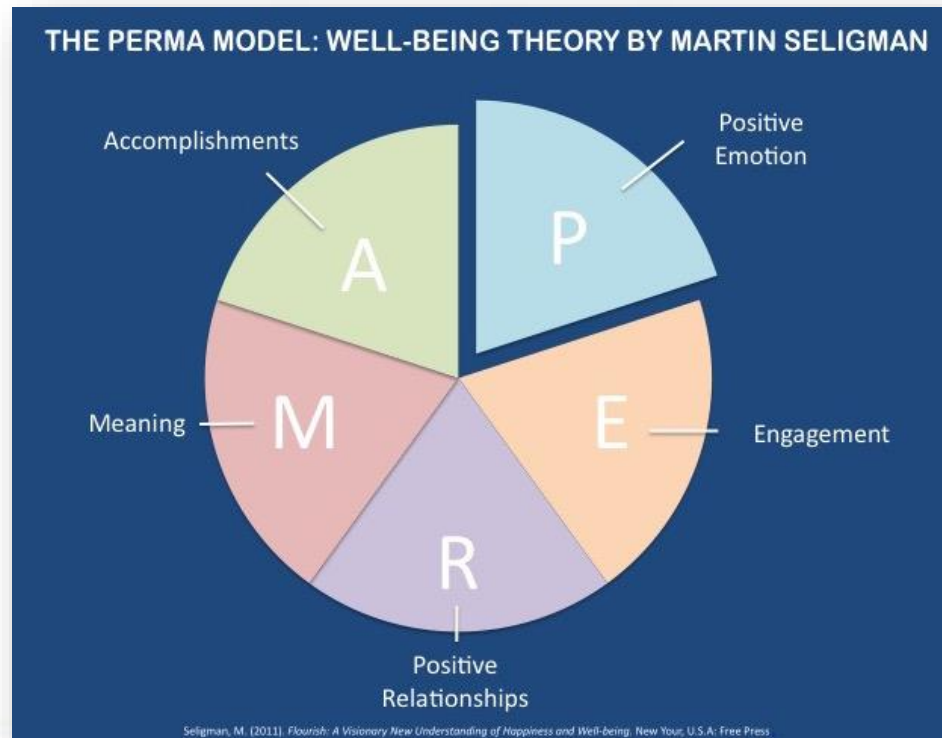 THE PERMA MODEL: WELL-BEING THEORY BY MARTIN SELIGMAN
Accomplishments
Positive
Emotion
A
P
Meaning
M
E
Engagement
R
Positive
Relationships
Seligman, M. (2011). Flourish: A Visionary New Understanding of Happiness and Well-being. New Your, U.S.A: Free Press